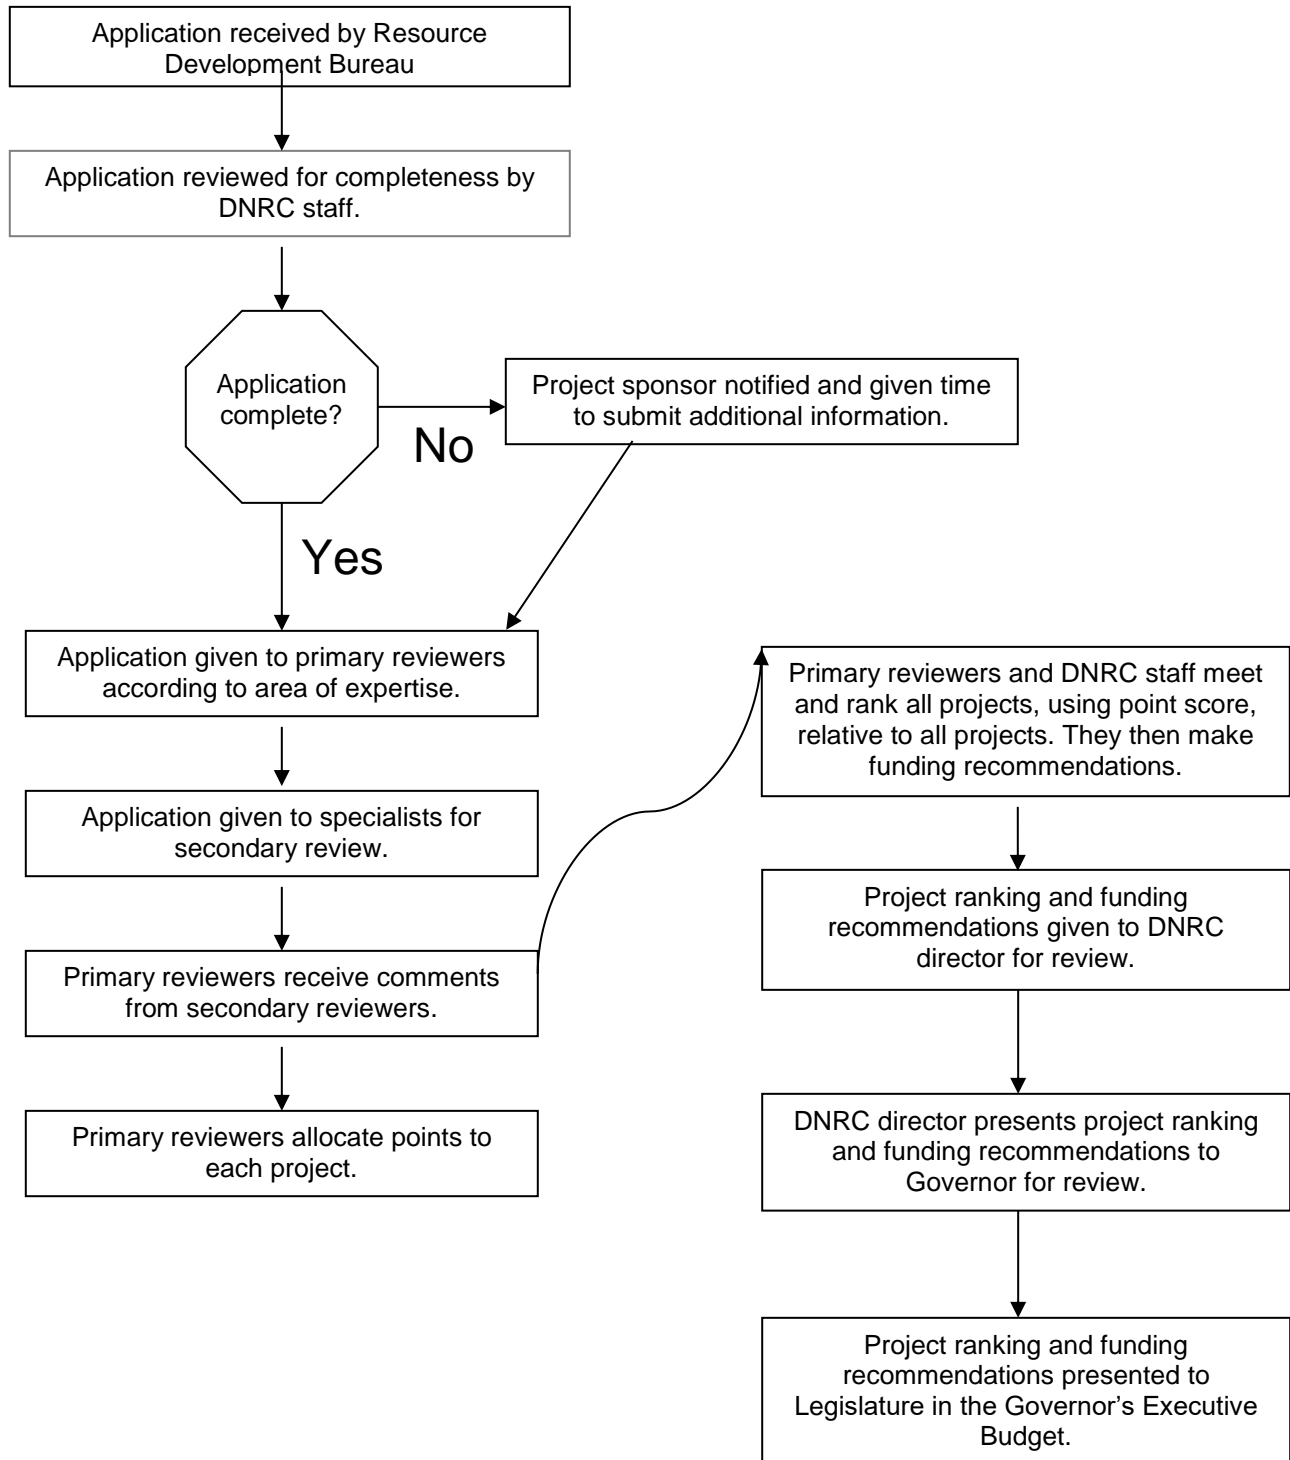 Application received by Resource
Development Bureau
Application reviewed for completeness by
DNRC staff.
Application
complete?
No
Project sponsor notified and given time
to submit additional information.
Yes
Application given to primary reviewers
according to area of expertise.
Application given to specialists for
secondary review.
Primary reviewers receive comments
from secondary reviewers.
Primary reviewers allocate points to
each project.
Primary reviewers and DNRC staff meet
and rank all projects, using point score,
relative to all projects. They then make
funding recommendations.
Project ranking and funding
recommendations given to DNRC
director for review.
DNRC director presents project ranking
and funding recommendations to
Governor for review.
Project ranking and funding
recommendations presented to
Legislature in the Governor’s Executive
Budget.